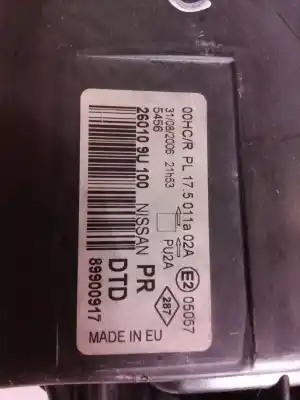 00HC/R PL 17.5 011a 02A E2 05057
31/08/2006 21h53 PU2A
5456
287
26010 9U 100 NISSAN PR
DTD
89900917
MADE IN EU